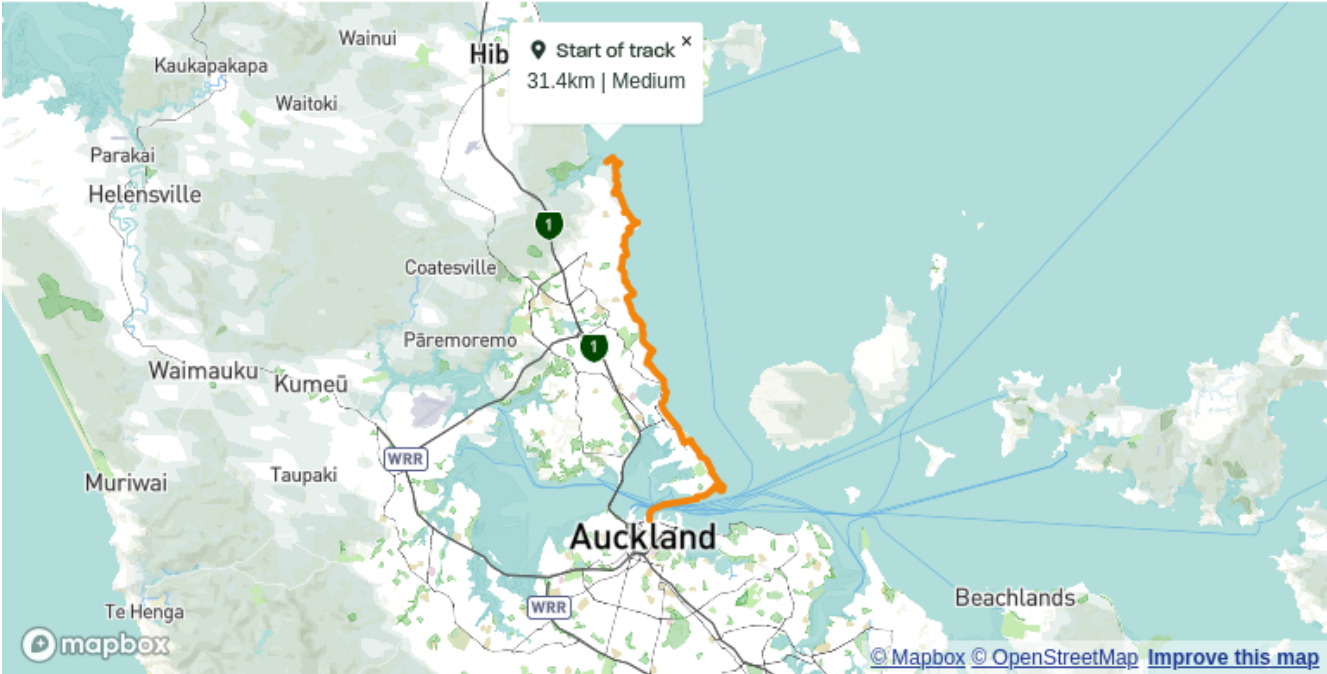 Wainui
Hib
Start of track ×
31.4km | Medium
Kaukapakapa
Waitoki
Parakai
Helensville
1
Coatesville
Pāremoremo
1
Waimauku
Kumeū
WRR
Taupaki
Muriwai
Auckland
Beachlands
WRR
Te Henga
mapbox
© Mapbox © OpenStreetMap Improve this map